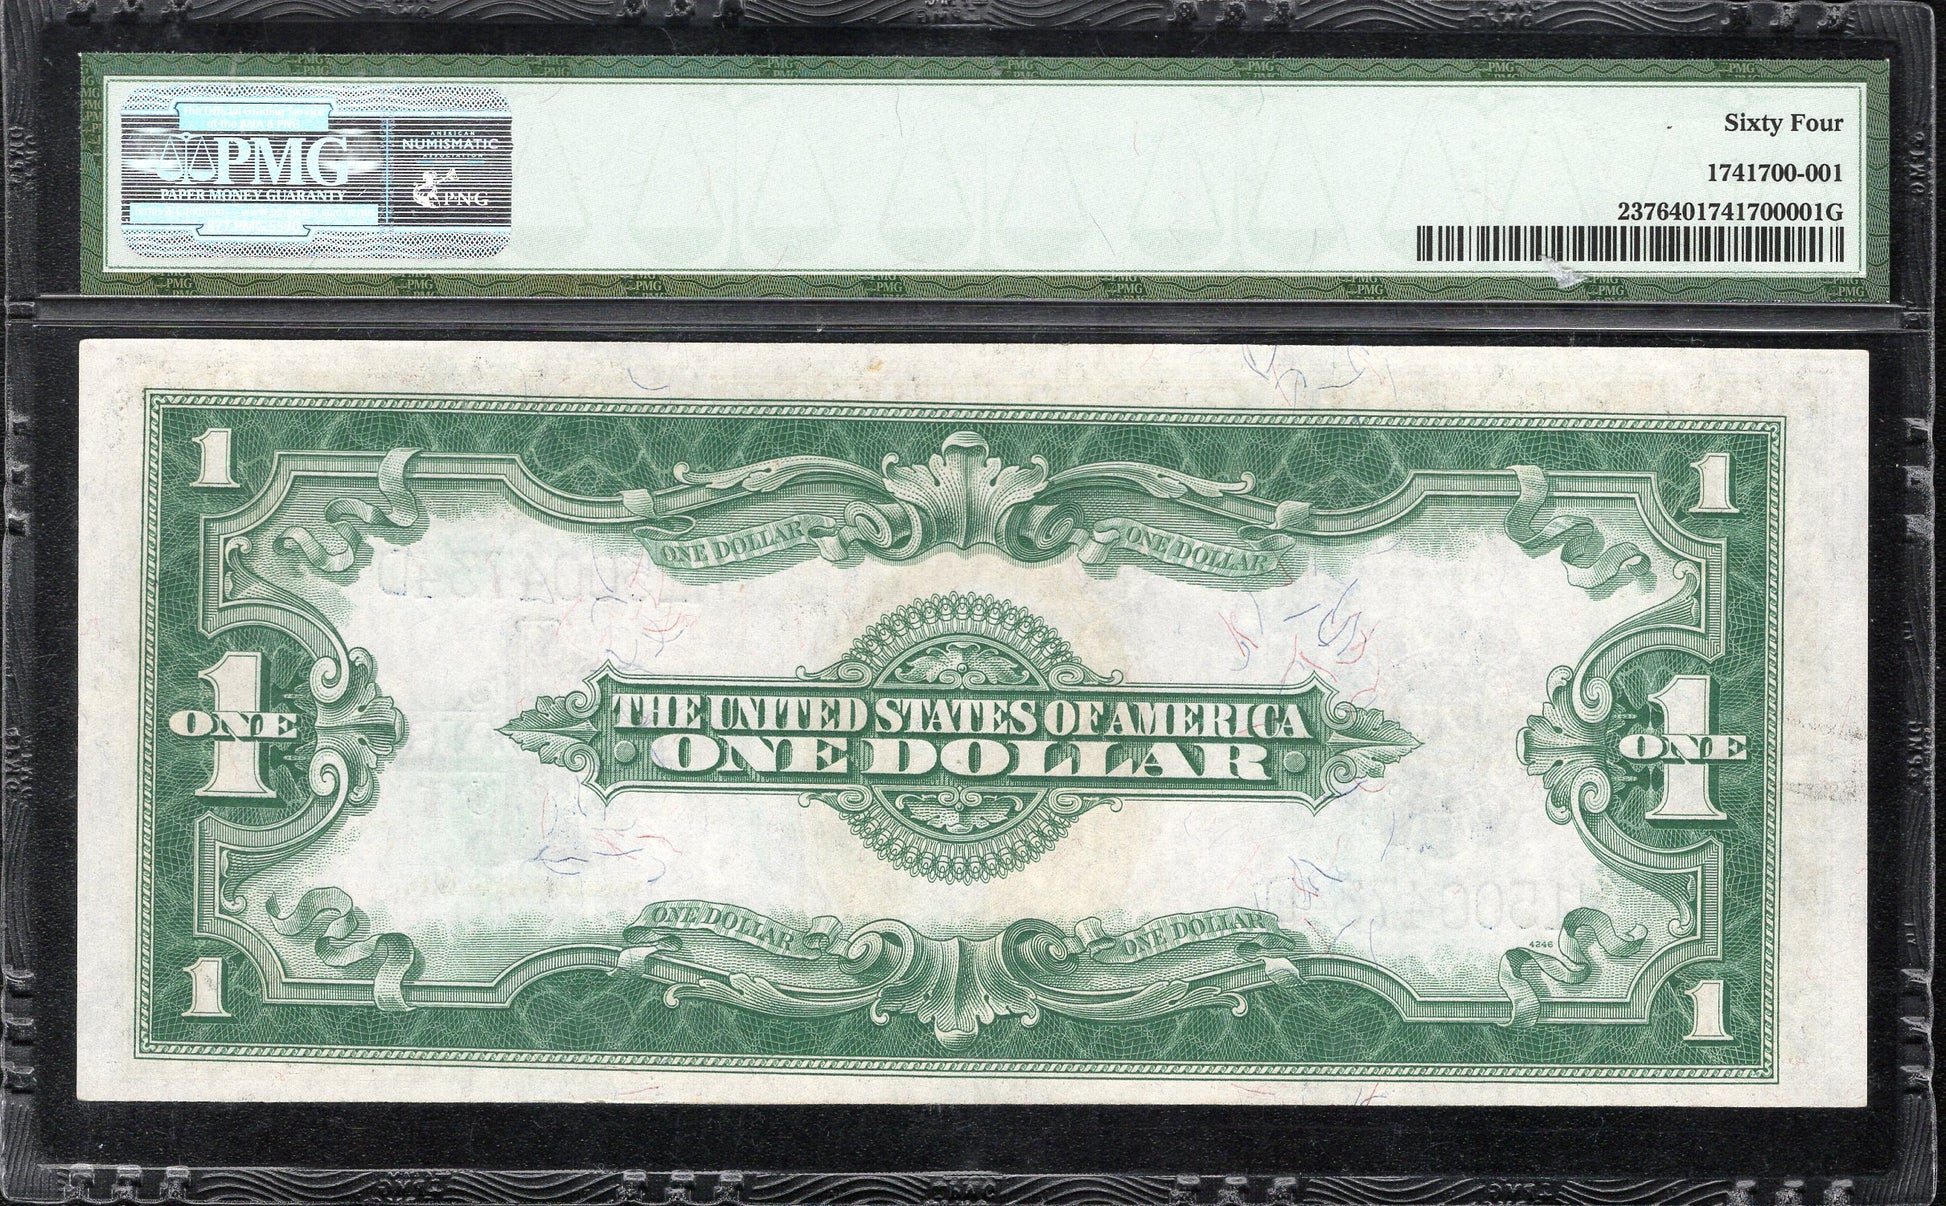 PMG
PAPER MONEY GUARANTY
AMERICAN
NUMISMATIC
PNG
Sixty Four
1741700-001
2376401741700001G
1
1
ONE DOLLAR
ONE DOLLAR
1
ONE
THE UNITED STATES OF AMERICA
ONE DOLLAR
1
ONE
ONE DOLLAR
ONE DOLLAR
4246
1
1